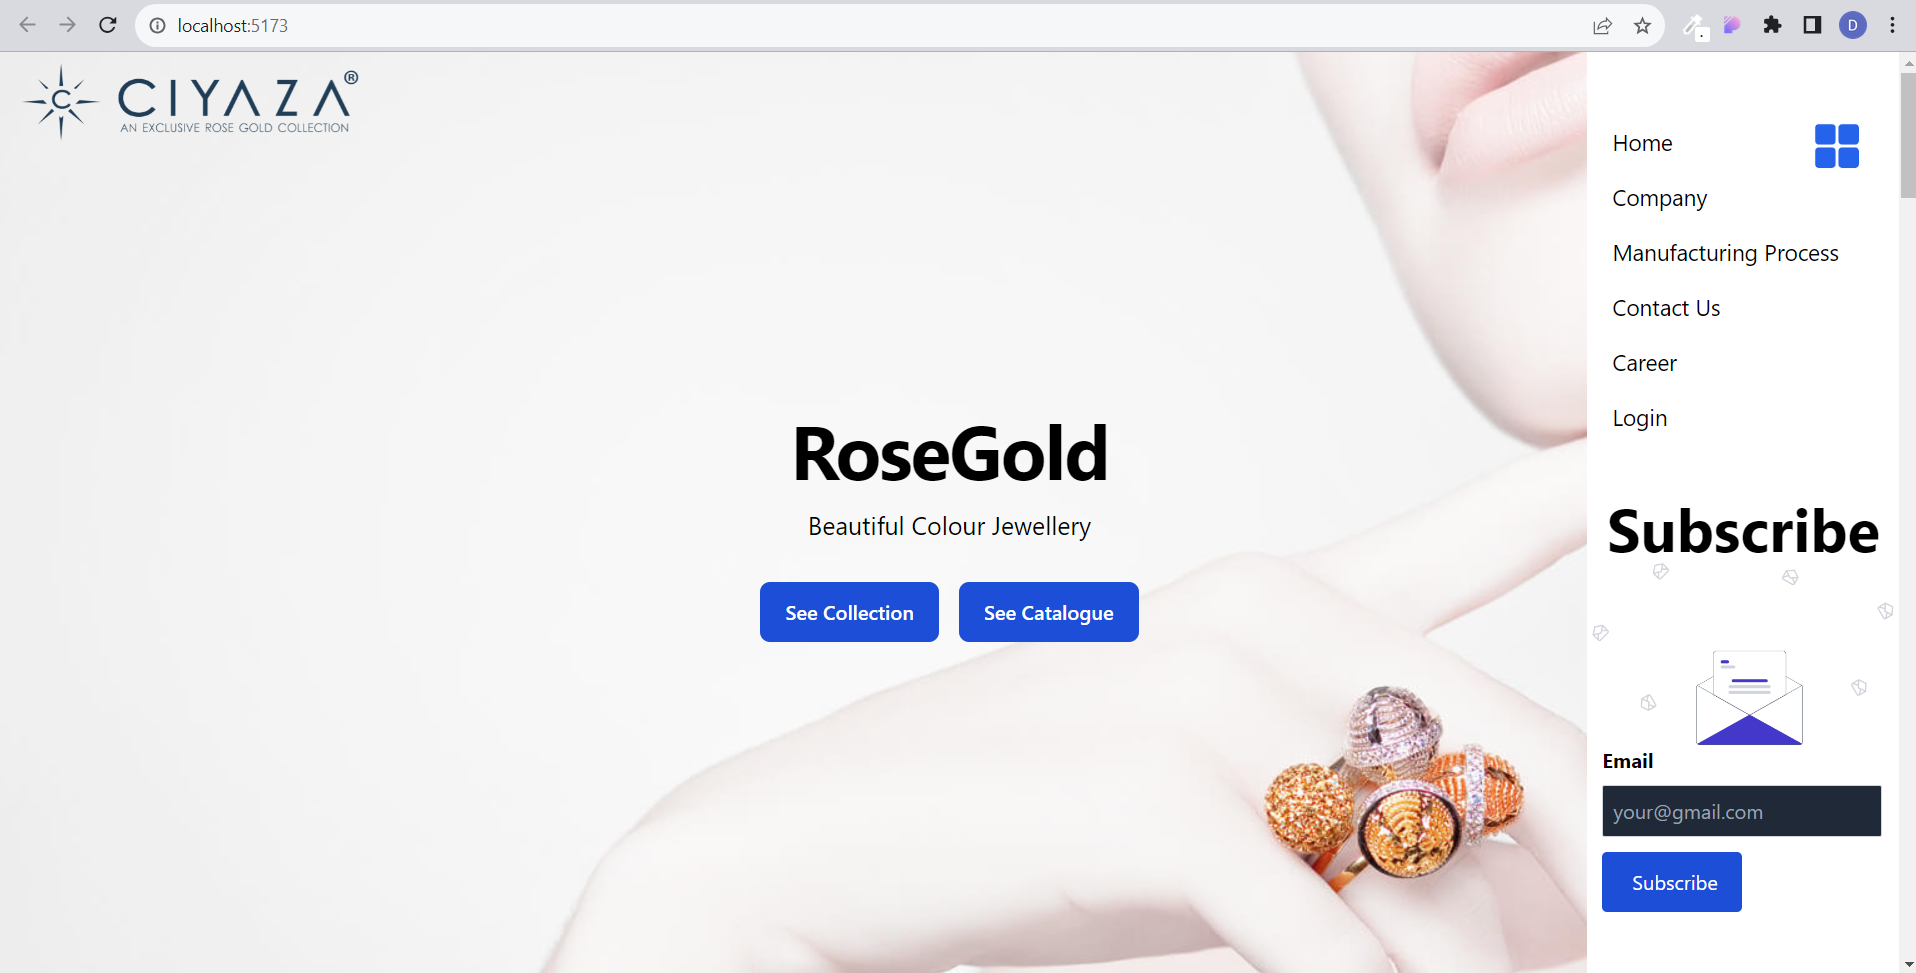 localhost:5173
D
C CIYAZA®
AN EXCLUSIVE ROSE GOLD COLLECTION
RoseGold
Beautiful Colour Jewellery
See Collection
See Catalogue
Home
Company
Manufacturing Process
Contact Us
Career
Login
Subscribe
Email
your@gmail.com
Subscribe